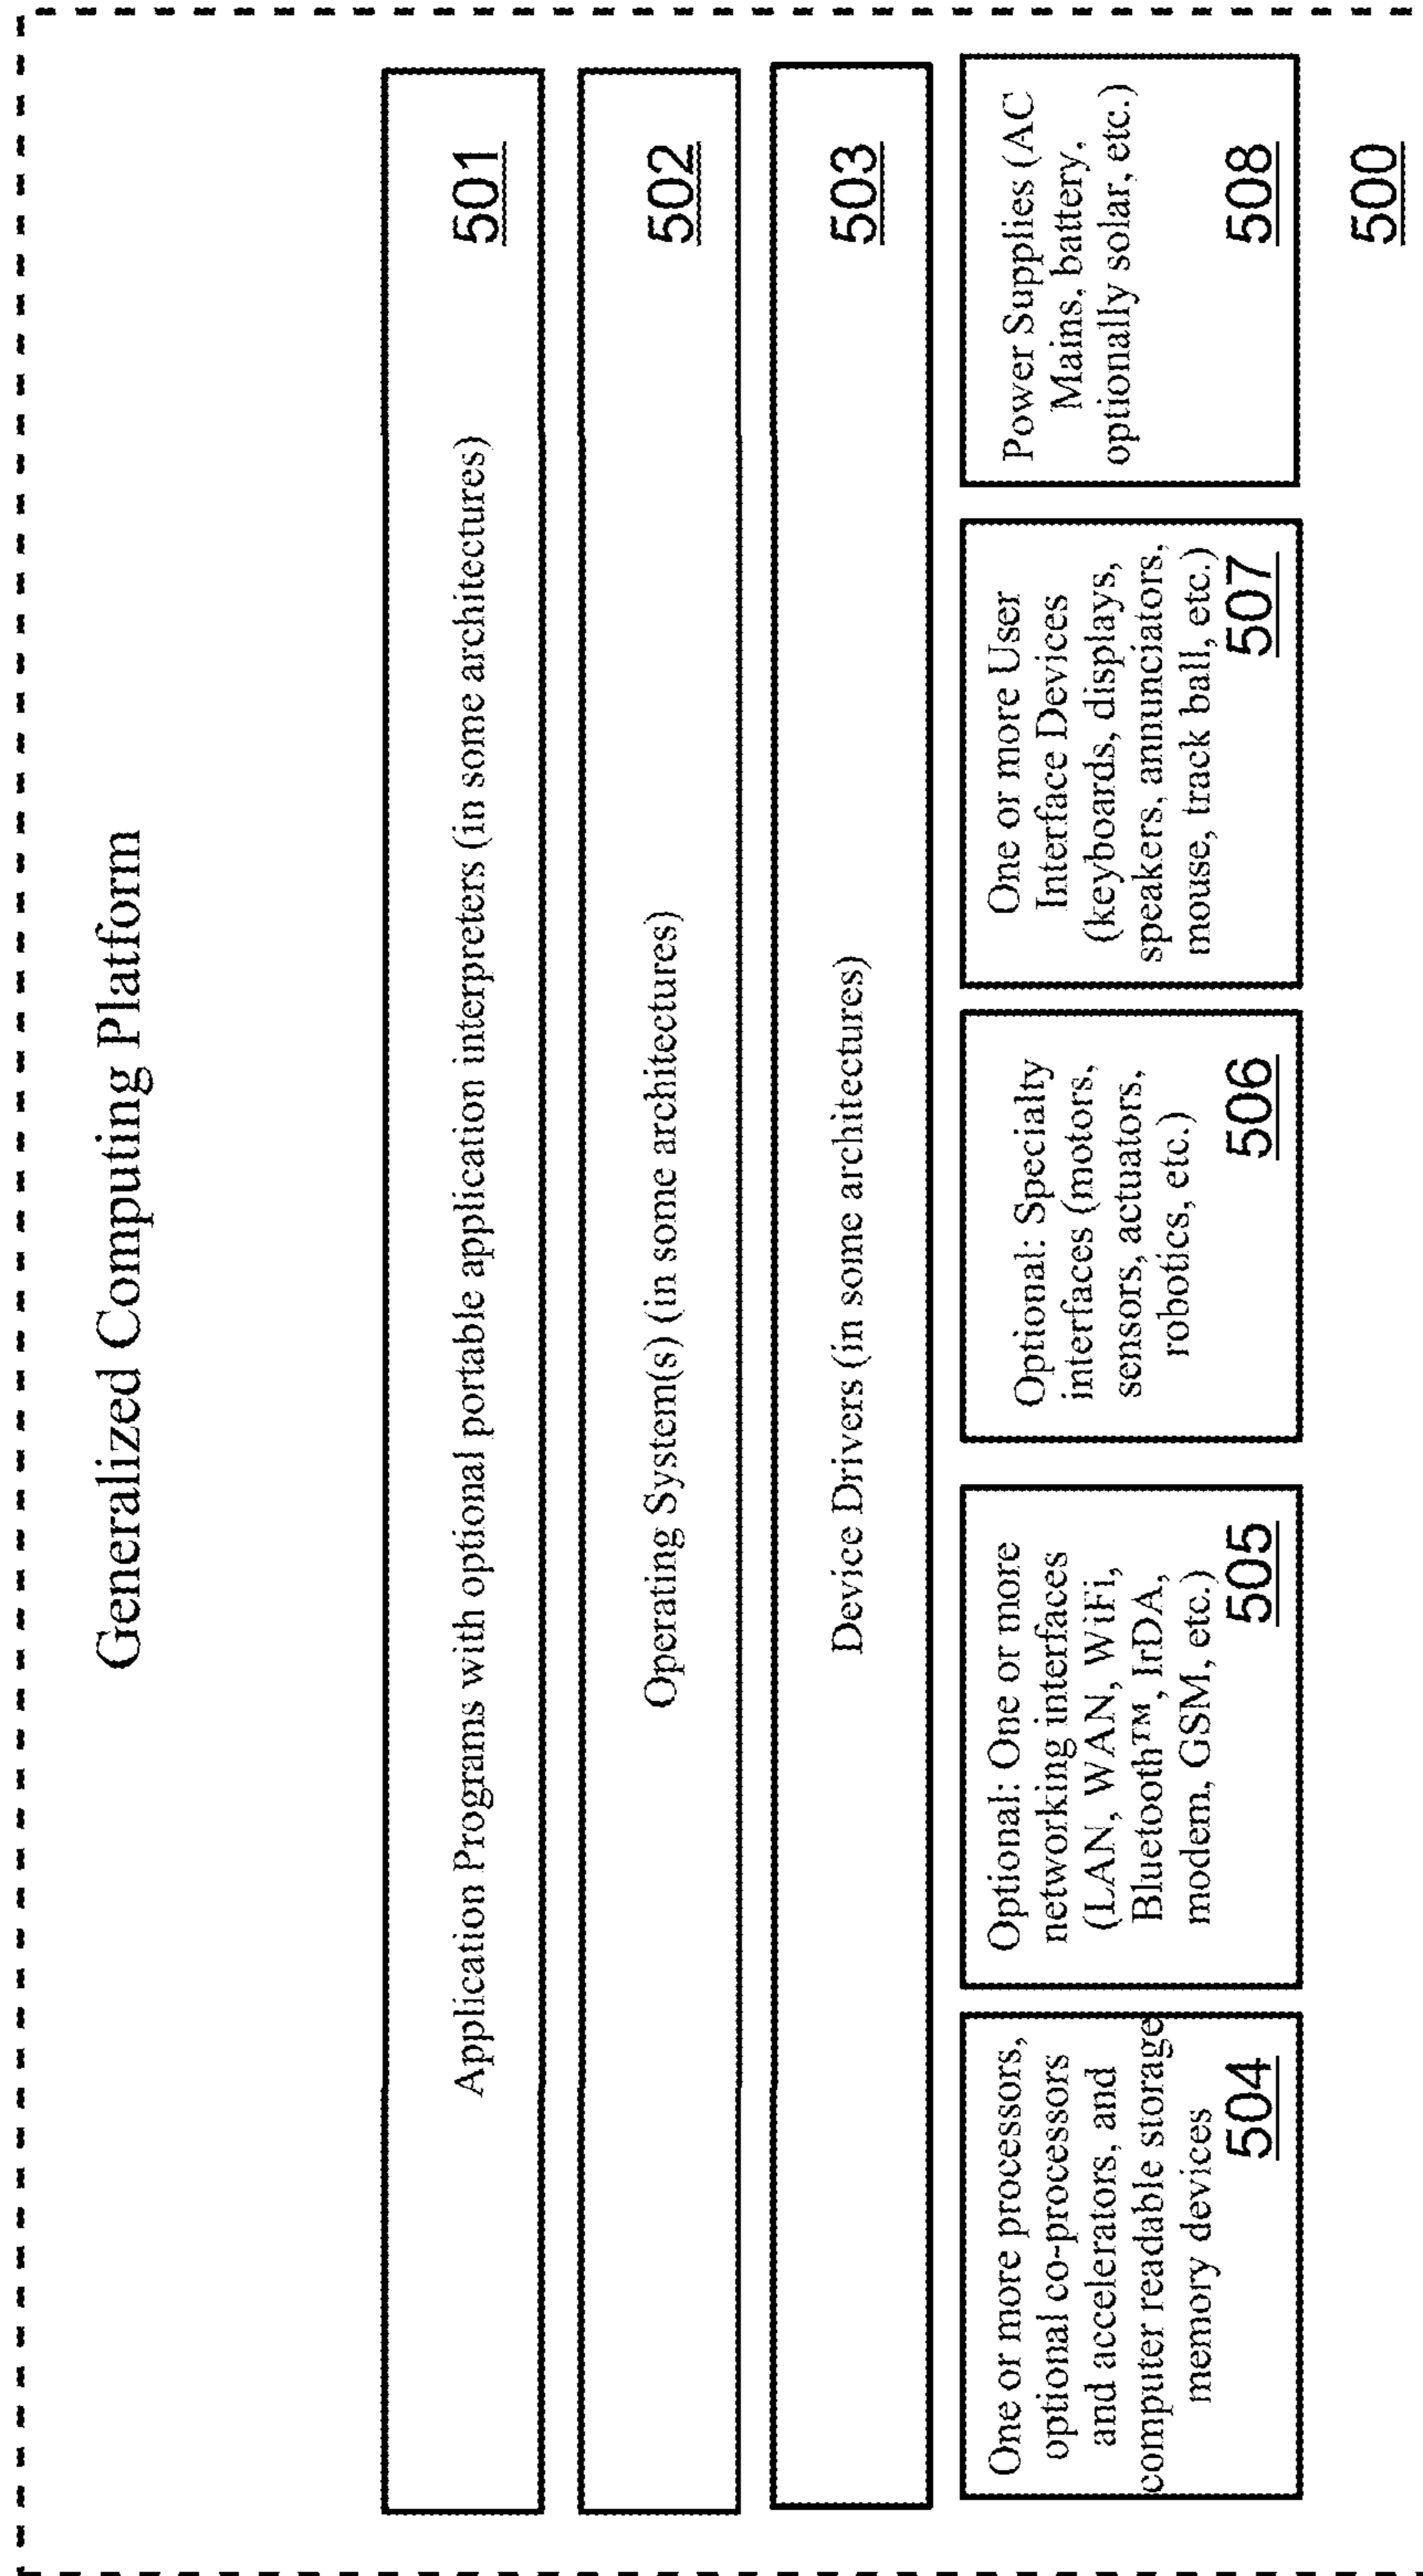 Generalized Computing Platform
Application Programs with optional portable application interpreters (in some architectures)
501
Operating System(s) (in some architectures)
502
Device Drivers (in some architectures)
503
One or more processors,
optional co-processors
and accelerators, and
computer readable storage
memory devices
504
Optional: One or more
networking interfaces
(LAN, WAN, WiFi,
Bluetooth™, IrDA,
modem, GSM, etc.)
505
Optional: Specialty
interfaces (motors,
sensors, actuators,
robotics, etc.)
506
One or more User
Interface Devices
(keyboards, displays,
speakers, annunciators,
mouse, track ball, etc.)
507
Power Supplies (AC
Mains, battery,
optionally solar, etc.)
508
500